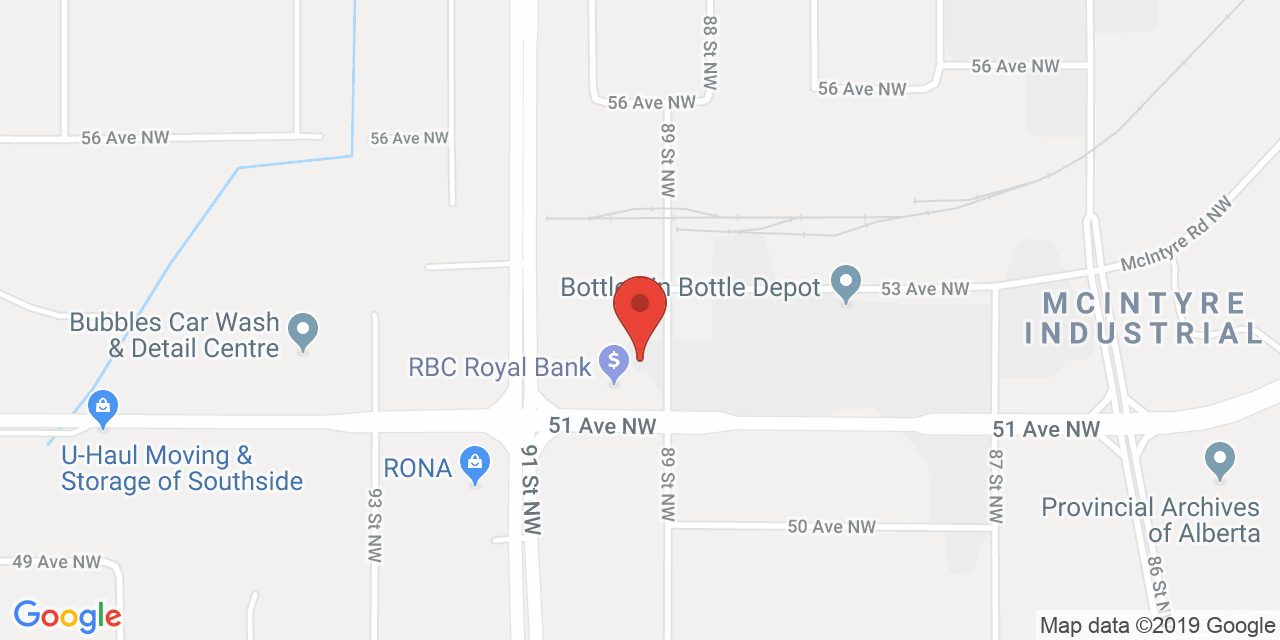 88 St NW
56 Ave NW
56 Ave NW
56 Ave NW
56 Ave NW
56 Ave NW
89 St NW
McIntyre Rd NW
Bottle
n Bottle Depot
53 Ave NW
MCINTYRE
INDUSTRIAL
Bubbles Car Wash
& Detail Centre
RBC Royal Bank
51 Ave NW
51 Ave NW
U-Haul Moving &
Storage of Southside
RONA
91 St NW
89 St NW
87 St NW
93 St NW
Provincial Archives
of Alberta
50 Ave NW
49 Ave NW
86 St N
Google
Map data ©2019 Google